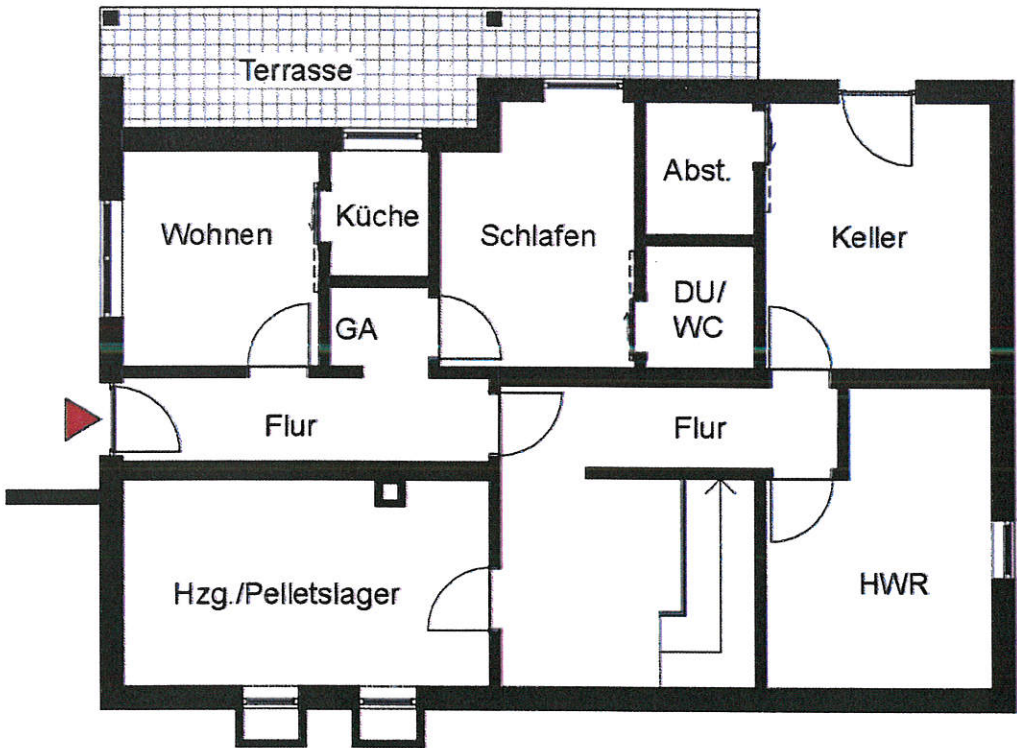 Terrasse
Abst.
Wohnen
Küche
Schlafen
Keller
DU/
WC
GA
Flur
Flur
Hzg./Pelletslager
HWR